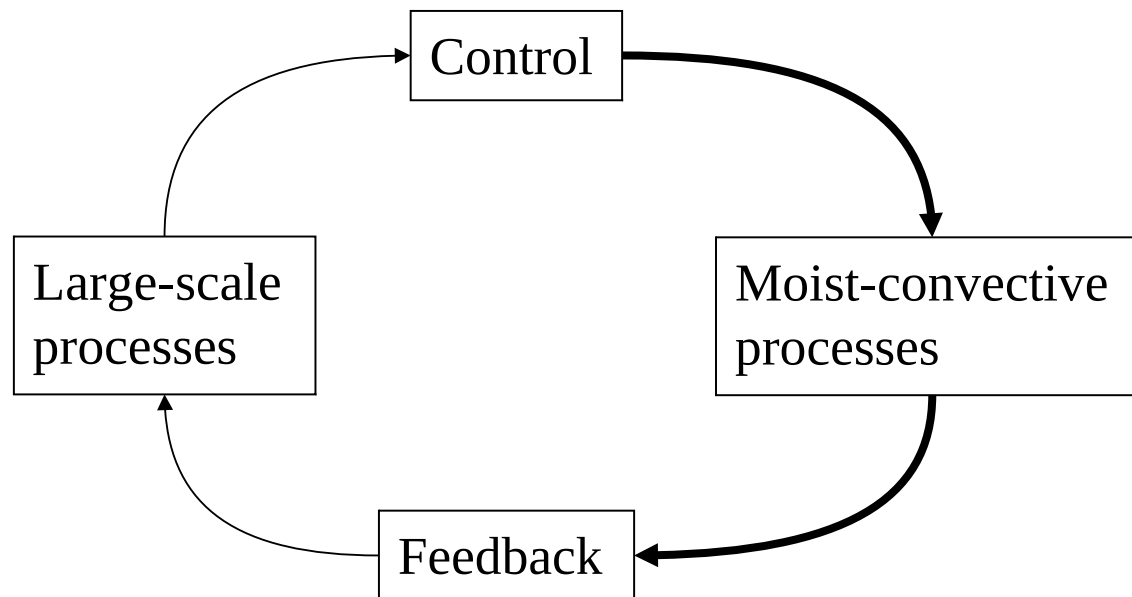 Control
Large-scale
processes
Moist-convective
processes
Feedback